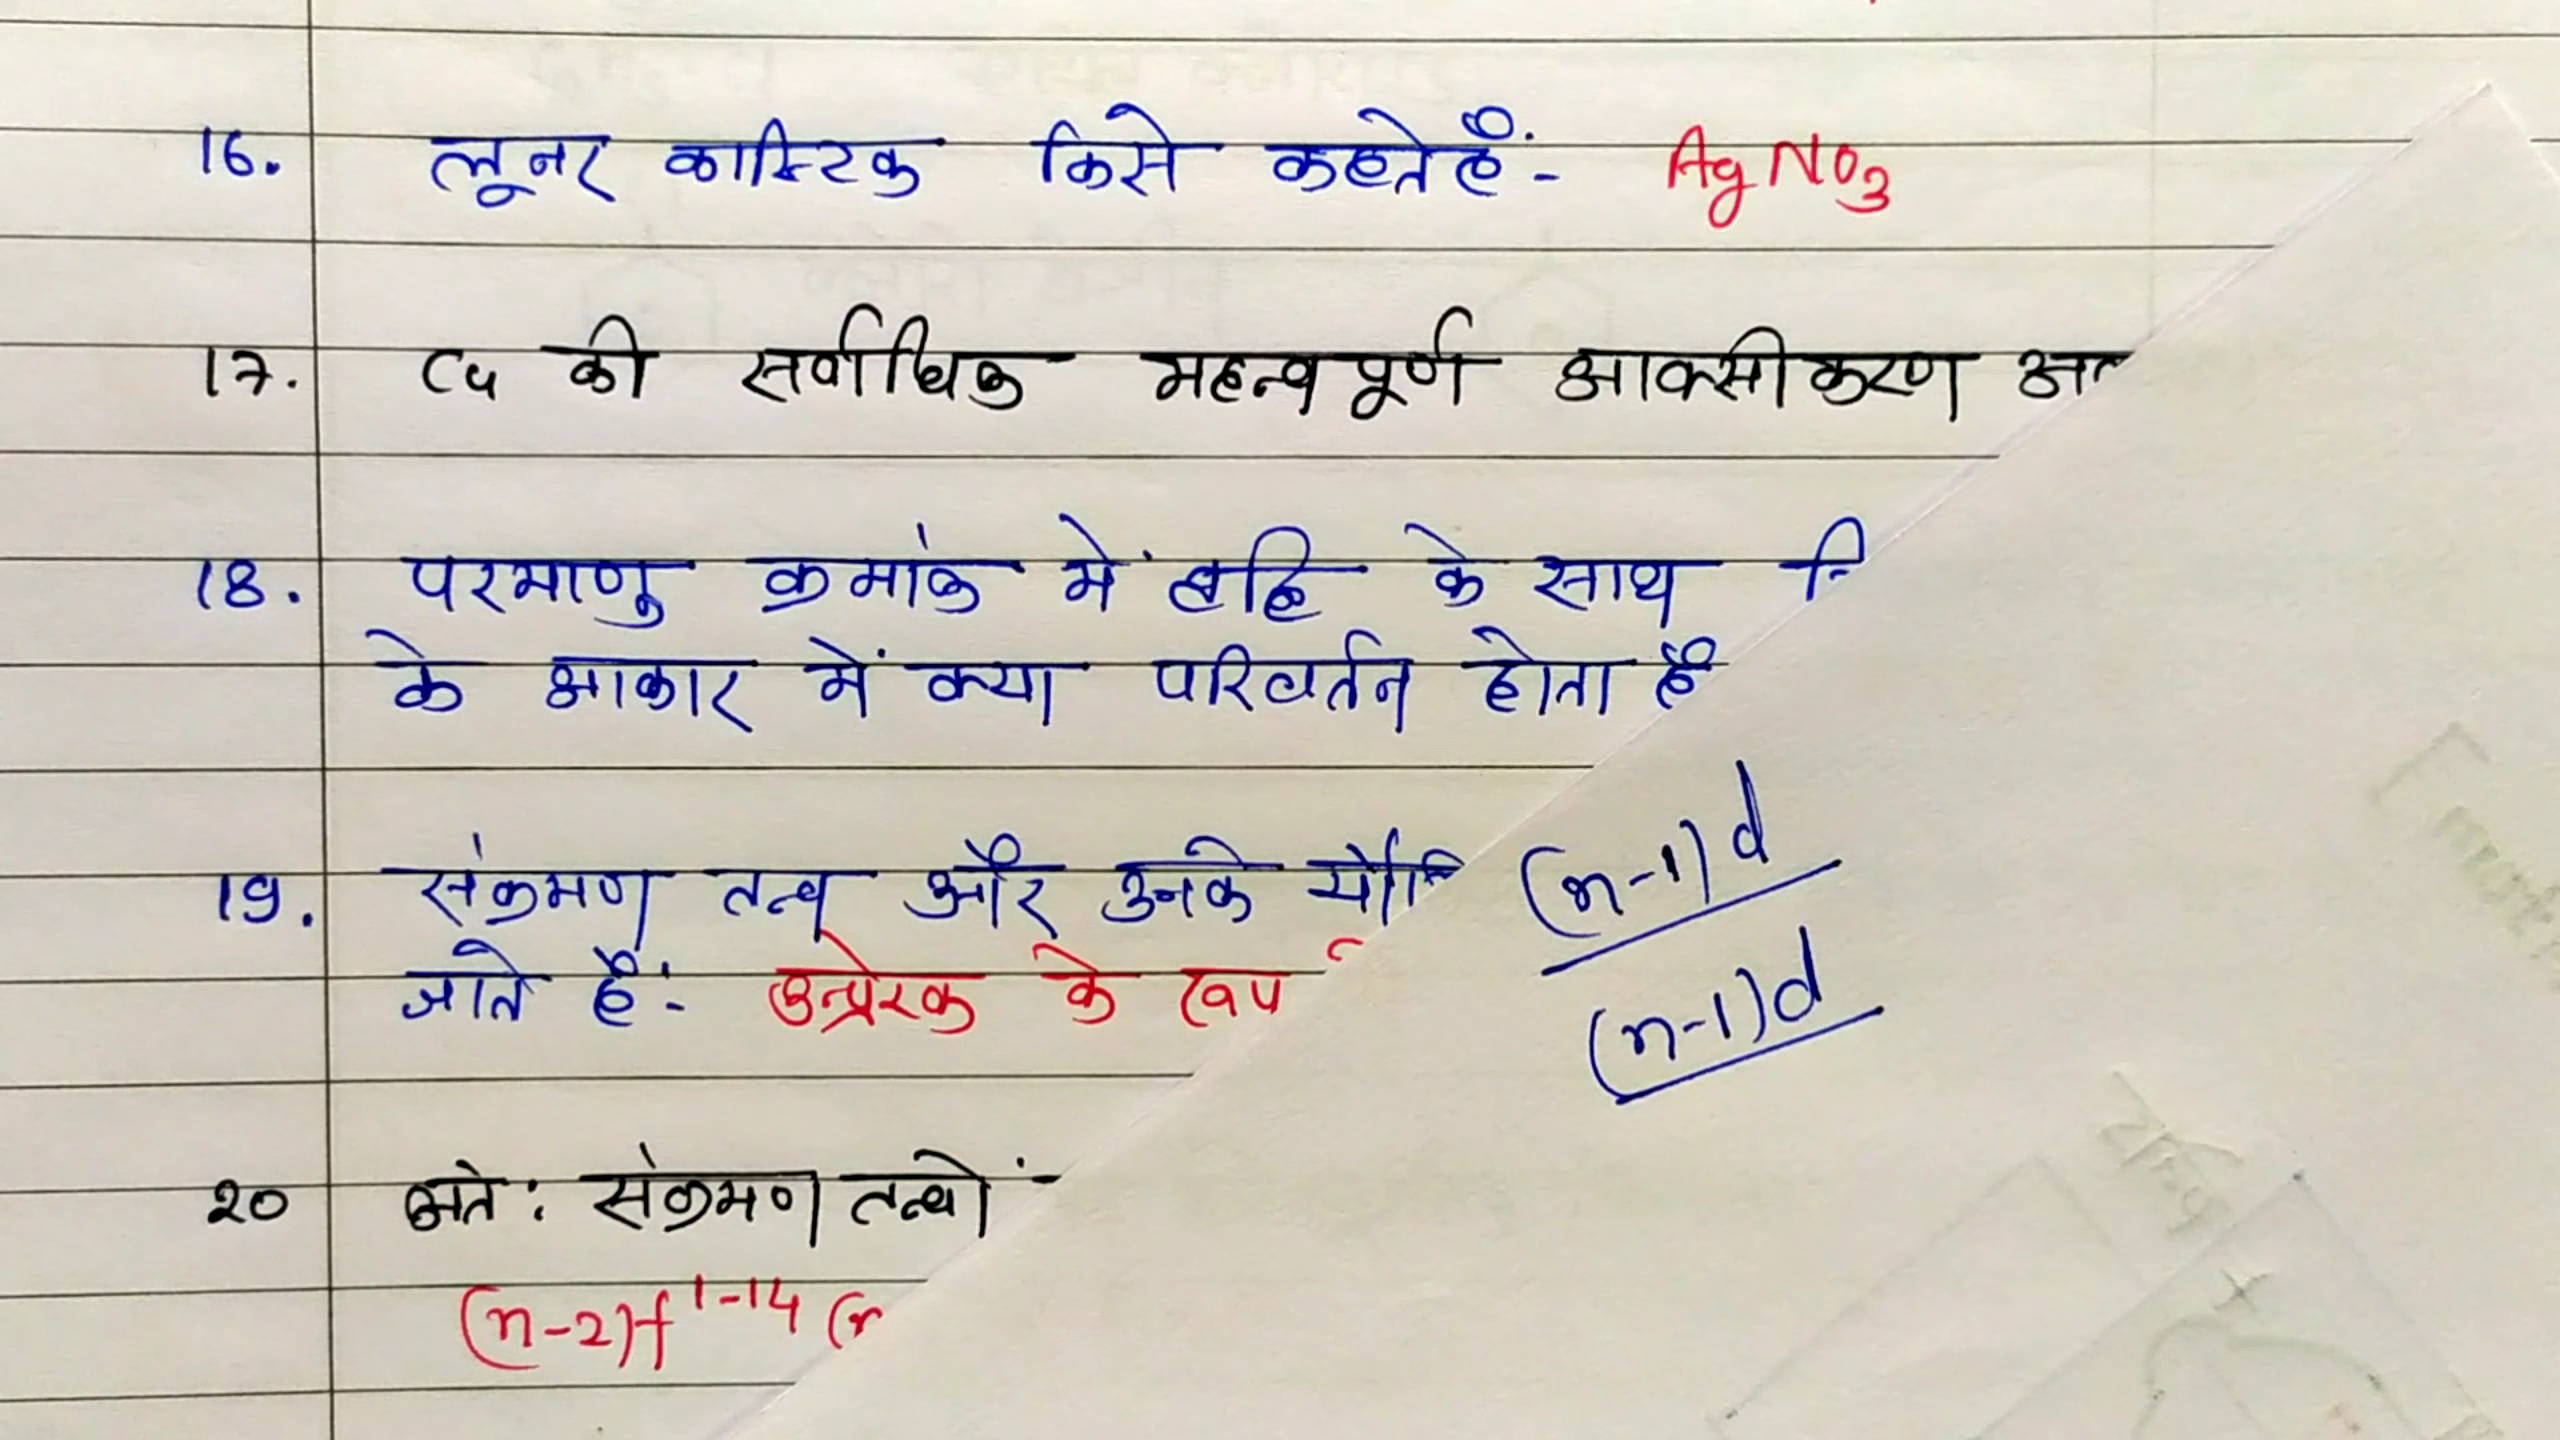 16. लूनर कास्टिक किसे कहते हैं:- AgNO3
17. Cu की सर्वाधिक महत्वपूर्ण आक्सीकरण
18. परमाणु क्रमांक में वृद्धि के साथ
के आकार में क्या परिवर्तन होता है
19. संक्रमण तत्व और उनके
जाते है:- उत्प्रेरक के रूप
(n-1)d
(n-1)d
20 अंत: संक्रमण तत्वों
(n-2)f1-14 (n